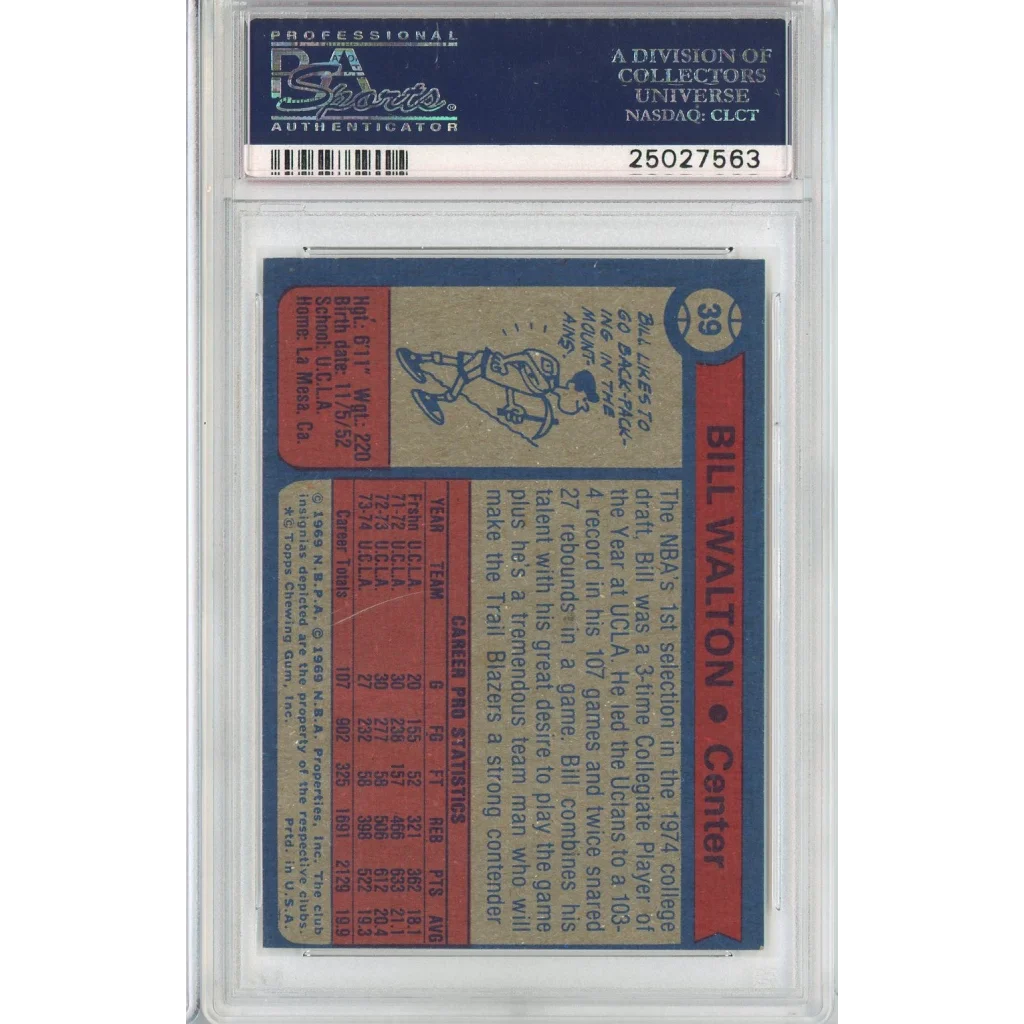 PROFESSIONAL
PSA
Sports®
AUTHENTICATOR
A DIVISION OF
COLLECTORS
UNIVERSE
NASDAQ: CLCT
25027563
39
BILL WALTON • Center
BILL LIKES TO
GO BACK-PACK-
ING IN THE
MOUNT-
AINS.
Hgt.: 6'11" Wgt.: 220
Birth date: 11/5/52
School: U.C.L.A.
Home: La Mesa, Ca.
The NBA's 1st selection in the 1974 college
draft, Bill was a 3-time Collegiate Player of
the Year at UCLA. He led the Uclans to a 103-
4 record in his 107 games and twice snared
27 rebounds in a game. Bill combines his
talent with his great desire to play the game
plus he's a tremendous team man who will
make the Trail Blazers a strong contender
CAREER PRO STATISTICS
YEAR TEAM G FG FT REB PTS AVG
Frshn U.C.L.A. 20 155 52 321 362 18.1
71-72 U.C.L.A. 30 238 157 466 633 21.1
72-73 U.C.L.A. 30 277 58 506 612 20.4
73-74 U.C.L.A. 27 232 58 398 522 19.3
Career Totals 107 902 325 1691 2129 19.9
© 1969 N.B.P.A. © 1969 N.B.A. Properties, Inc. The club
insignias depicted are the property of the respective clubs.
*© Topps Chewing Gum, Inc. Prtd. in U.S.A.